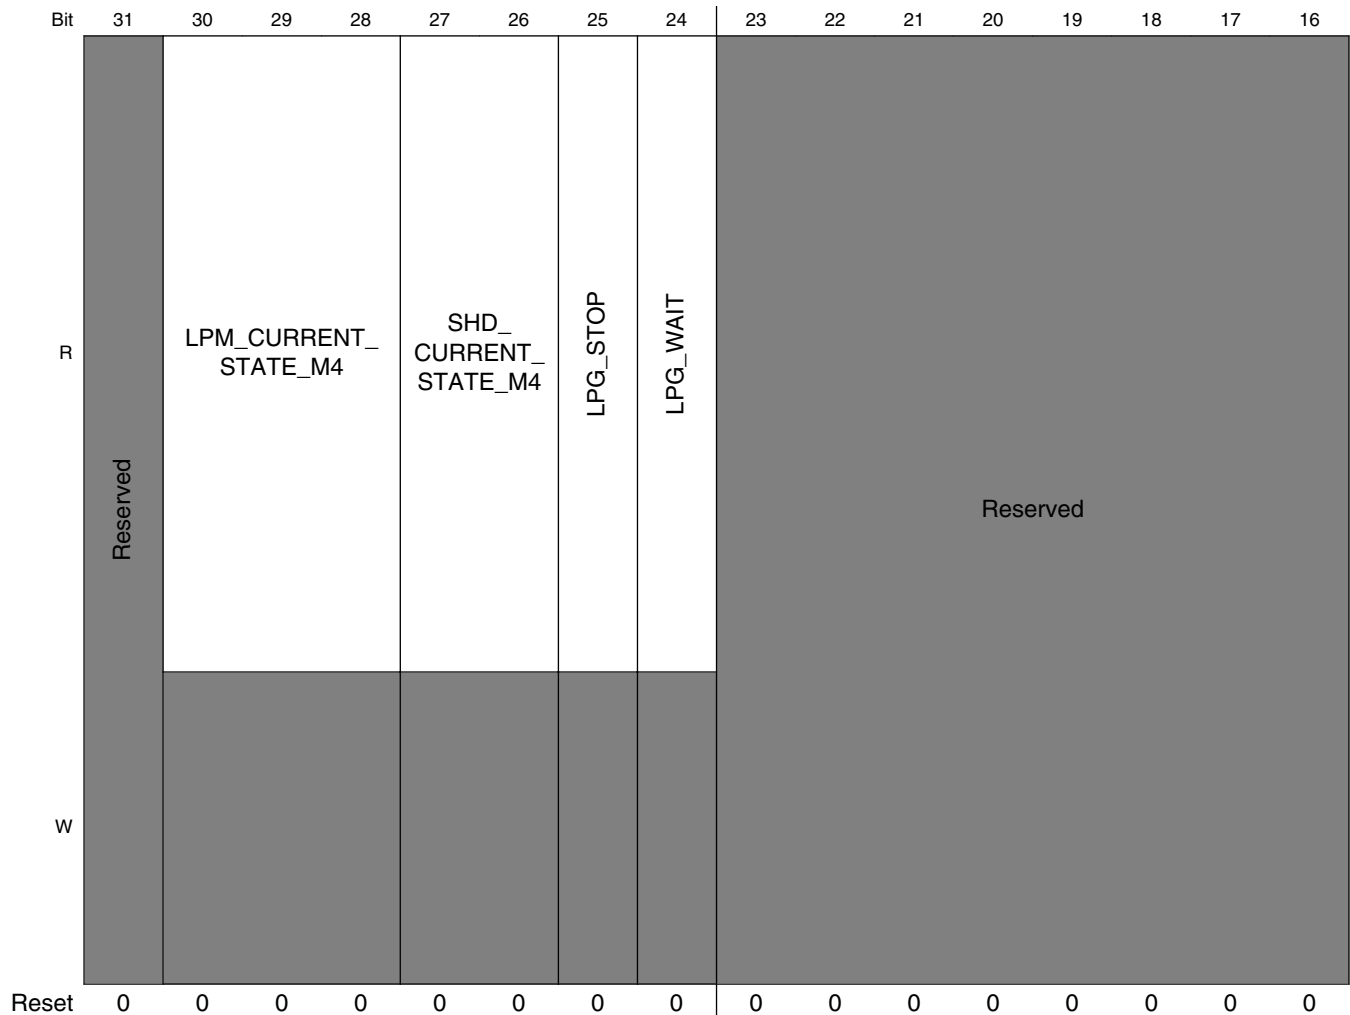 Bit 31 30 29 28 27 26 25 24 23 22 21 20 19 18 17 16
R
Reserved
LPM_CURRENT_
STATE_M4
SHD_
CURRENT_
STATE_M4
LPG_STOP
LPG_WAIT
Reserved
W
Reset 0 0 0 0 0 0 0 0 0 0 0 0 0 0 0 0